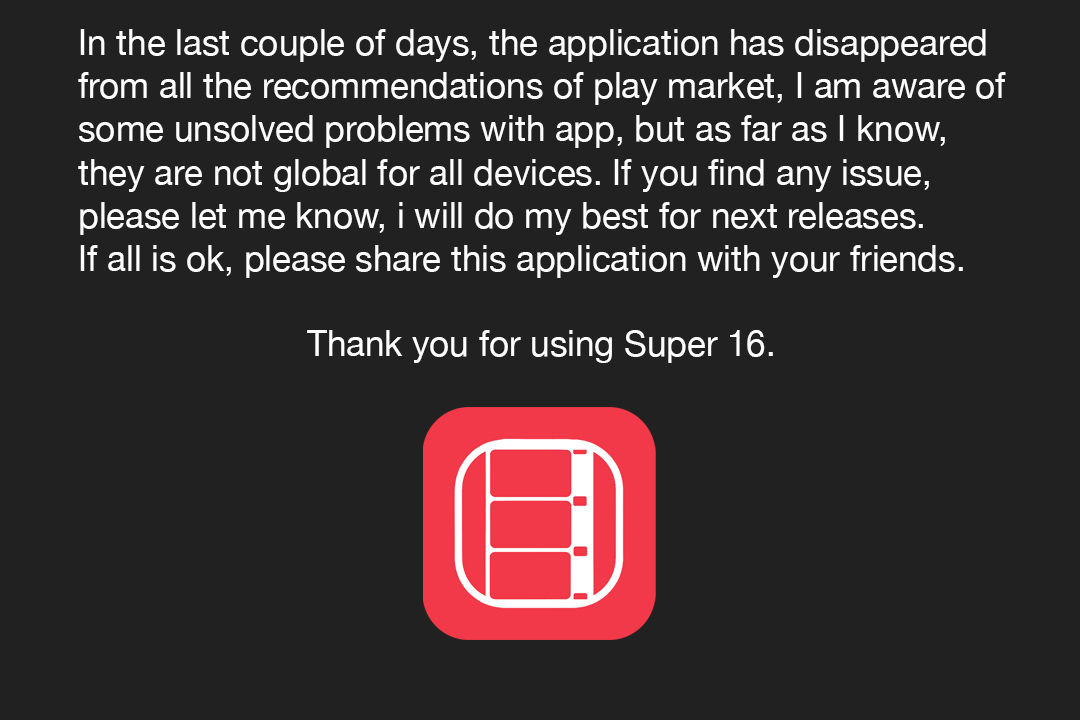 In the last couple of days, the application has disappeared
from all the recommendations of play market, I am aware of
some unsolved problems with app, but as far as I know,
they are not global for all devices. If you find any issue,
please let me know, i will do my best for next releases.
If all is ok, please share this application with your friends.
Thank you for using Super 16.